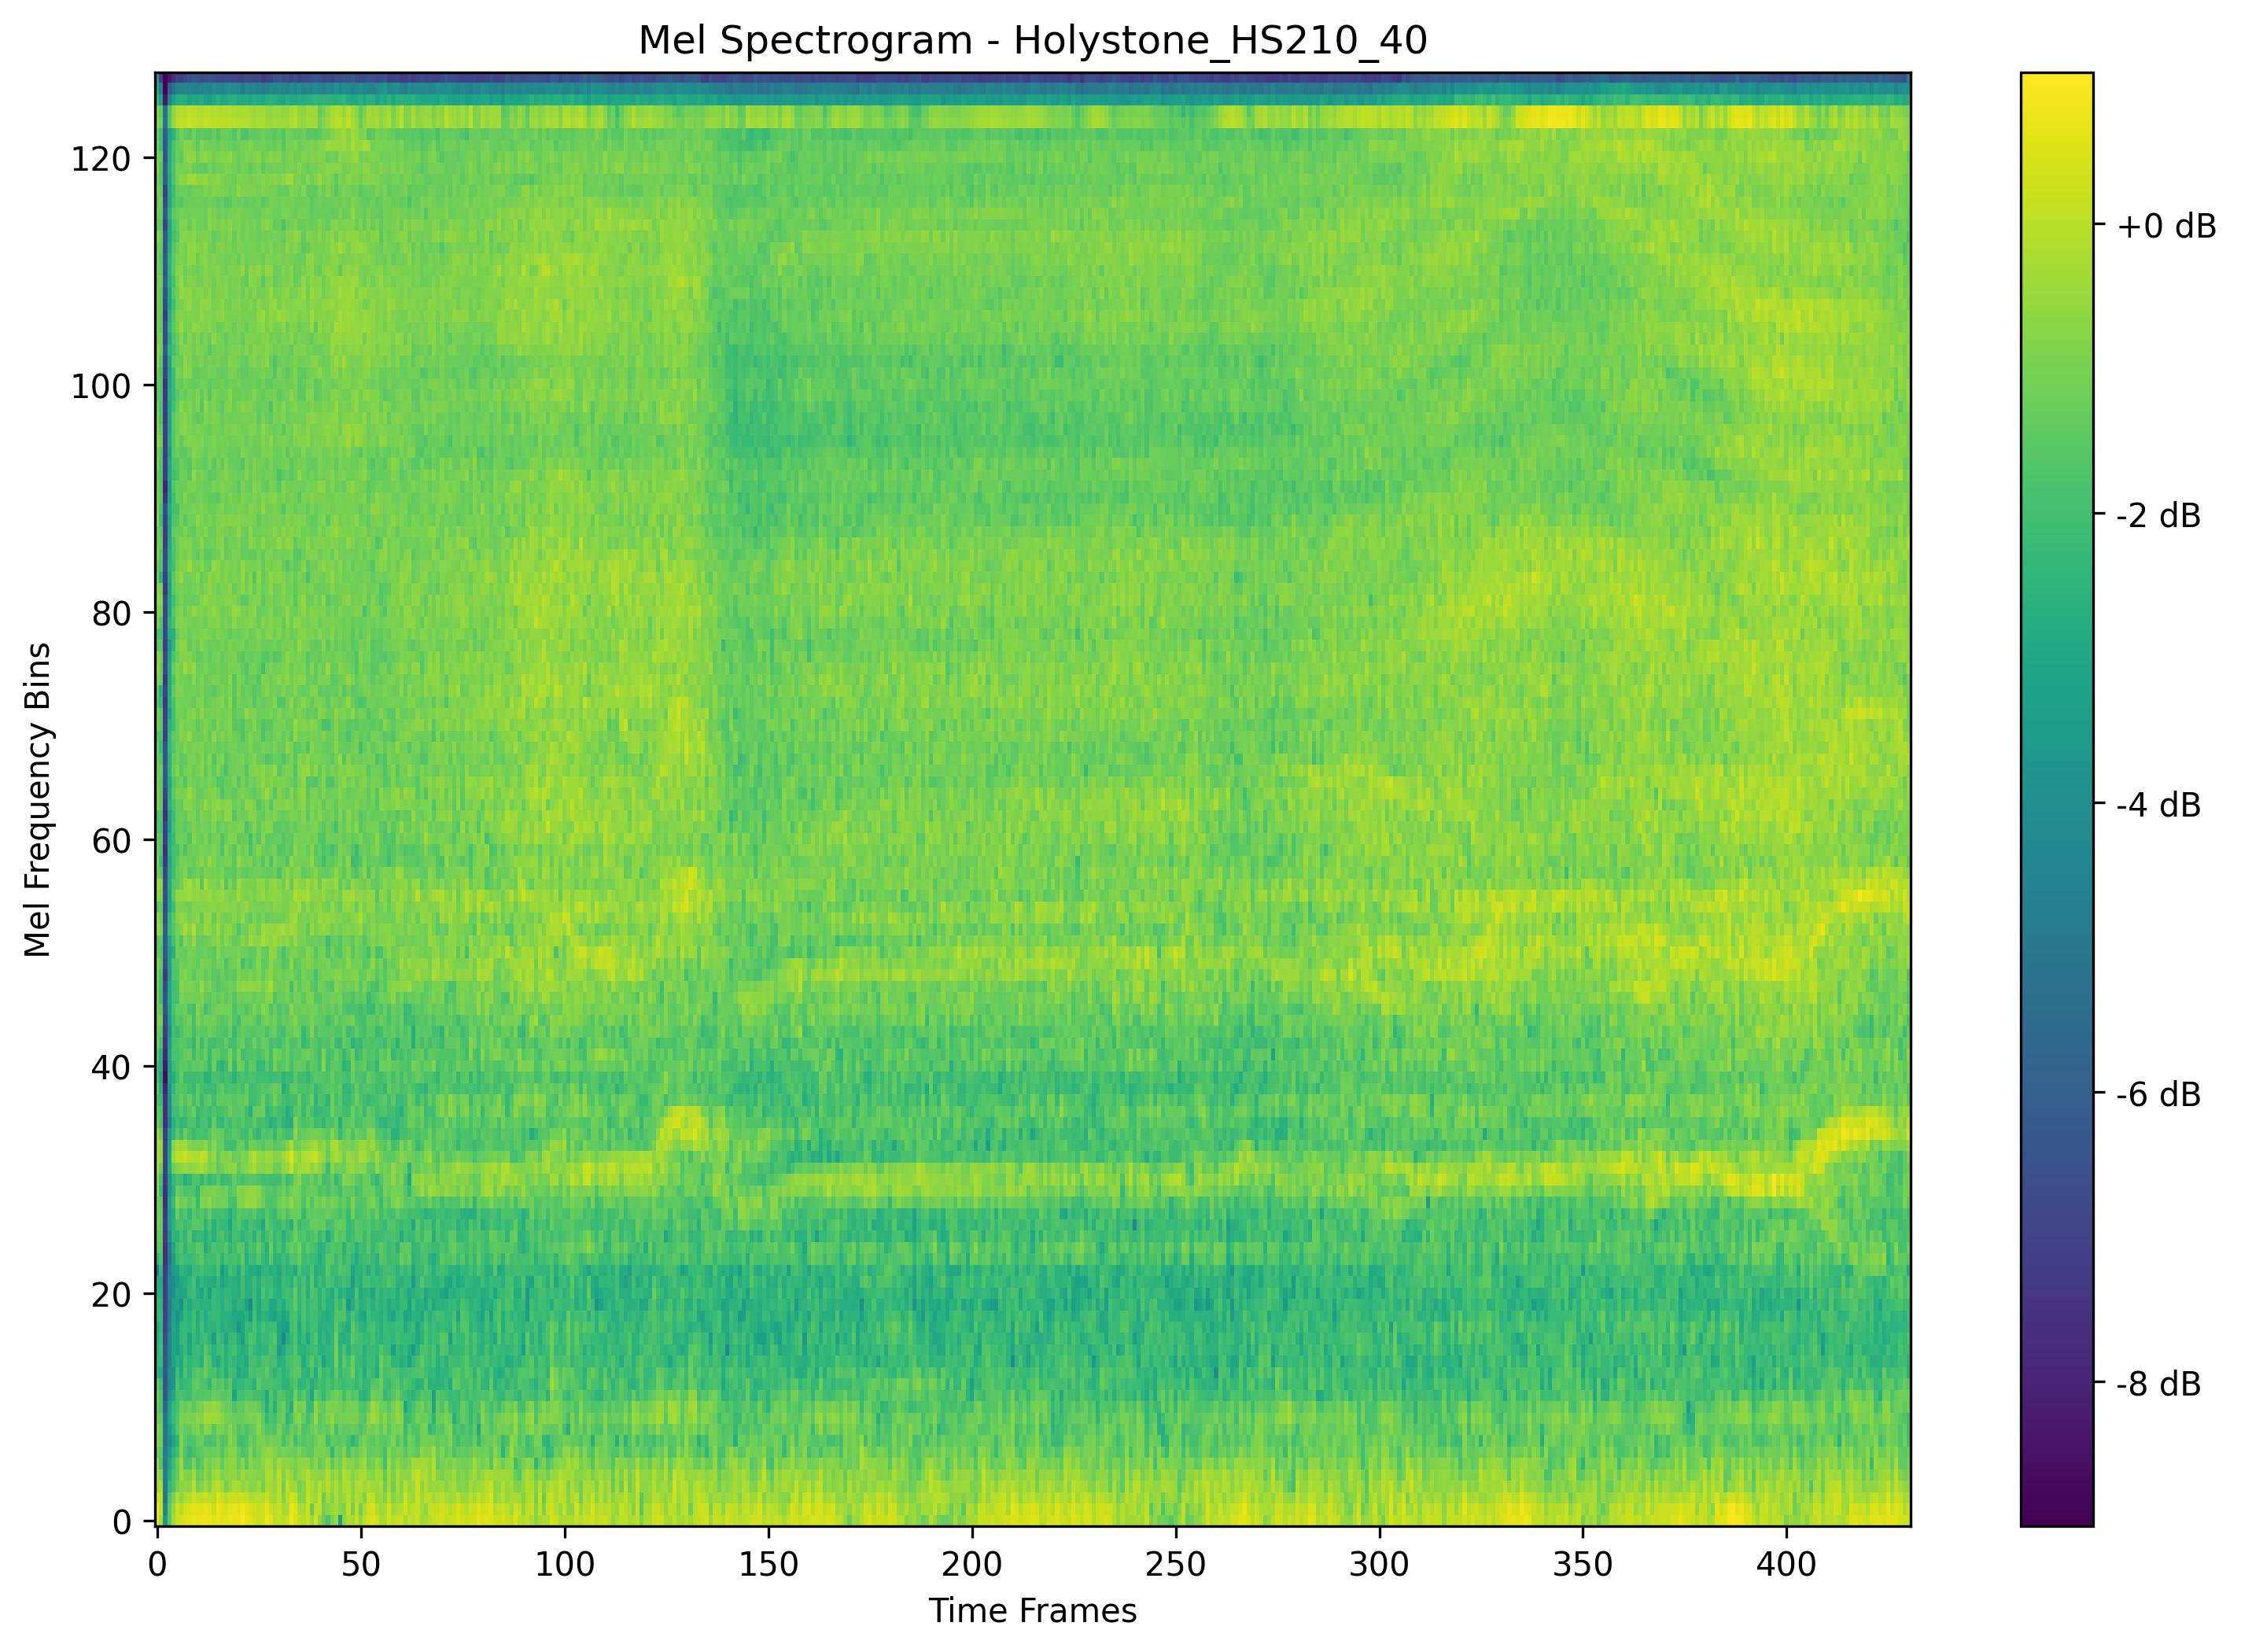 Mel Spectrogram - Holystone_HS210_40
Mel Frequency Bins
120
100
80
60
40
20
0
0 50 100 150 200 250 300 350 400
Time Frames
+0 dB
-2 dB
-4 dB
-6 dB
-8 dB